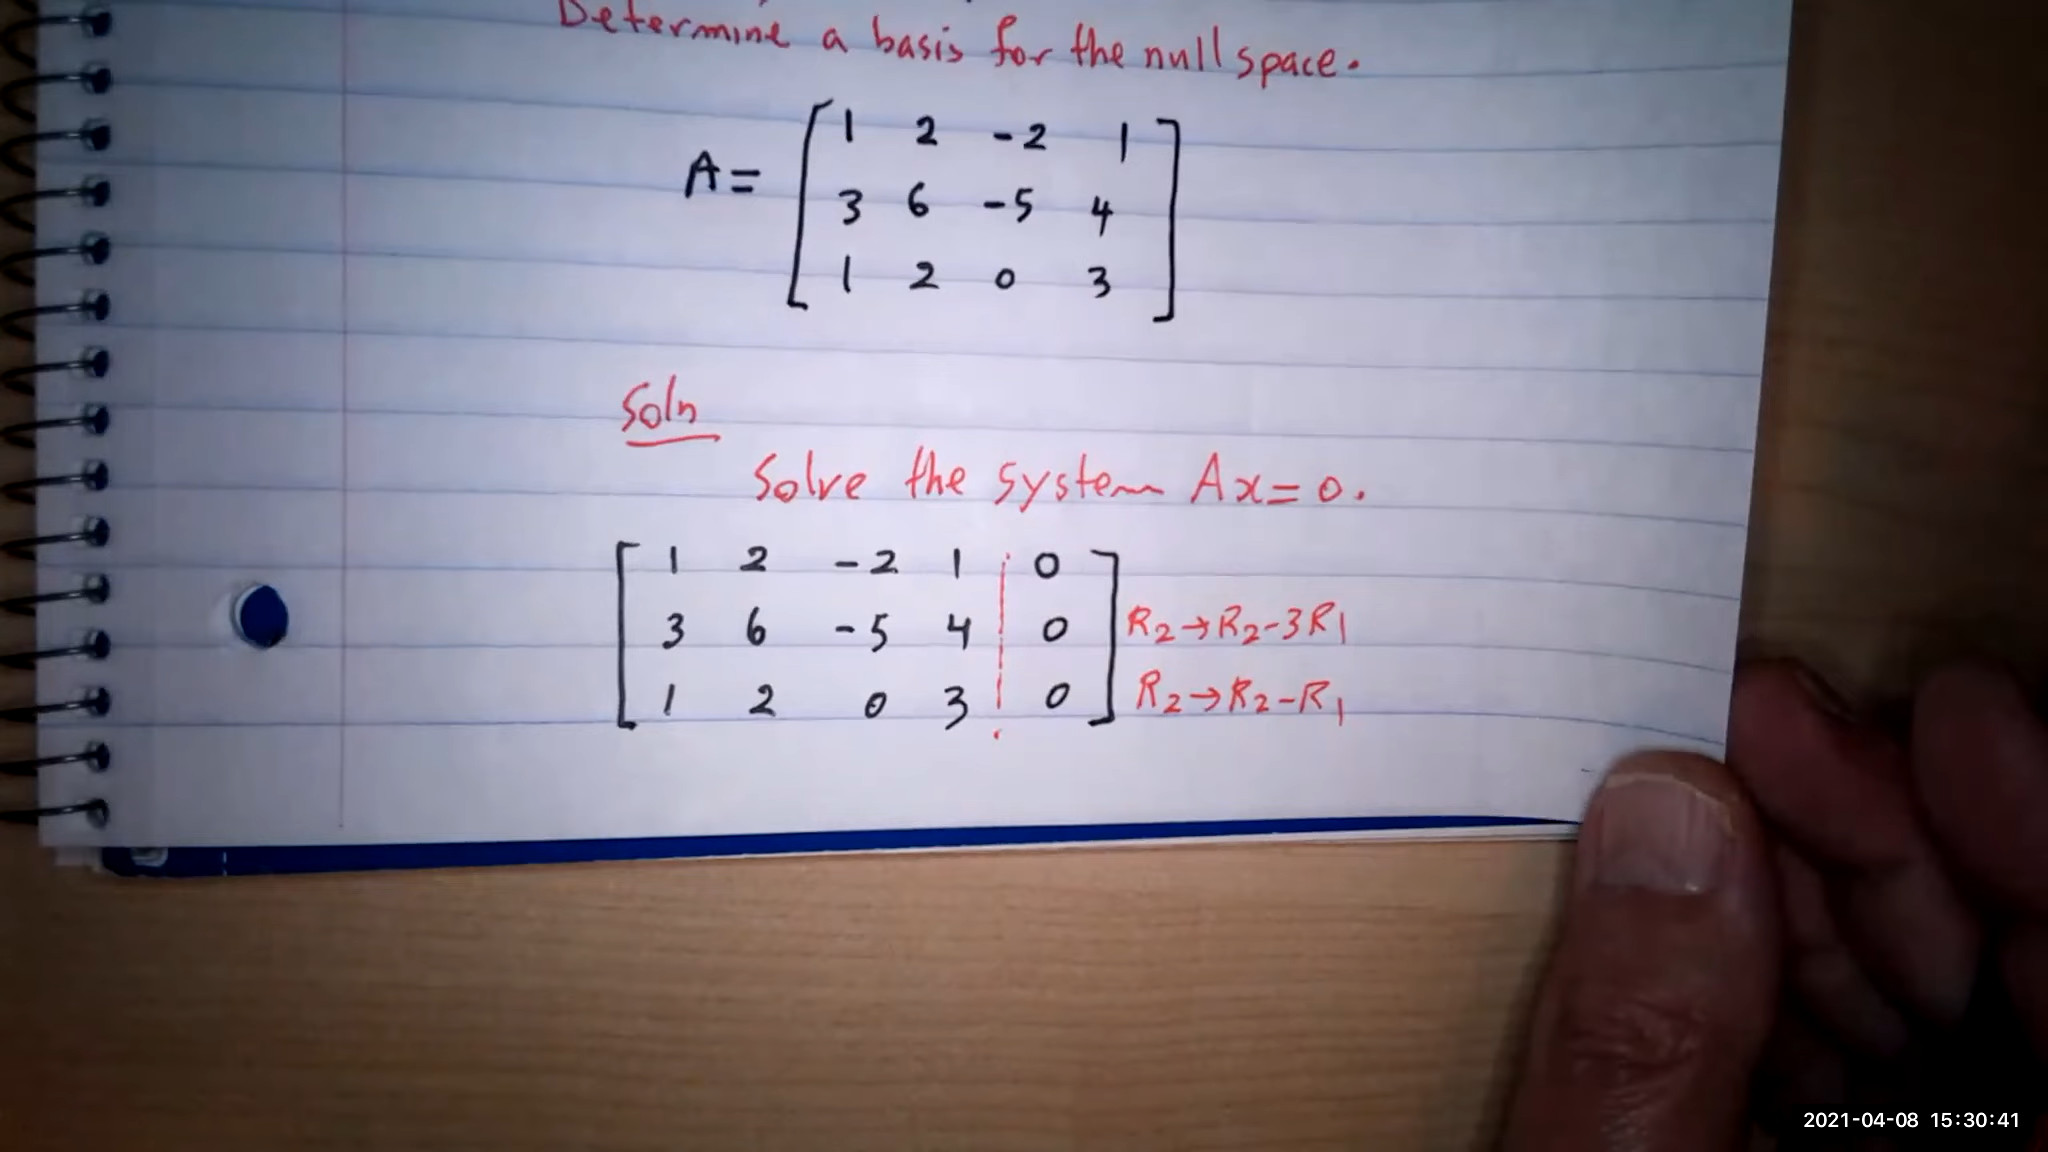 Determine a basis for the null space.
A = [ 1 2 -2 1
3 6 -5 4
1 2 0 3 ]
Soln
Solve the system Ax = 0.
[ 1 2 -2 1 | 0
3 6 -5 4 | 0 ] R2→R2-3R1
1 2 0 3 | 0 ] R2→R2-R1
2021-04-08 15:30:41